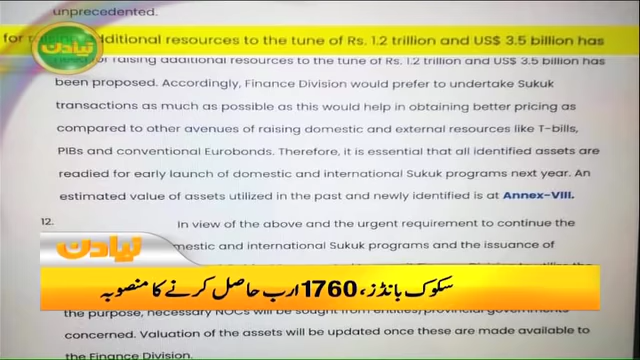 unprecedented.
for raising additional resources to the tune of Rs. 1.2 trillion and US$ 3.5 billion has
نیا دن
need for raising additional resources to the tune of Rs. 1.2 trillion and US$ 3.5 billion has
been proposed. Accordingly, Finance Division would prefer to undertake Sukuk
transactions as much as possible as this would help in obtaining better pricing as
compared to other avenues of raising domestic and external resources like T-bills,
PIBs and conventional Eurobonds. Therefore, it is essential that all identified assets are
readied for early launch of domestic and international Sukuk programs next year. An
estimated value of assets utilized in the past and newly identified is at Annex-VIII.
12. In view of the above and the urgent requirement to continue the
نیا دن
domestic and international Sukuk programs and the issuance of
سکوک بانڈز، 1760 ارب حاصل کرنے کا منصوبہ
the purpose, necessary NOCs will be sought from entities/provincial governments
concerned. Valuation of the assets will be updated once these are made available to
the Finance Division.